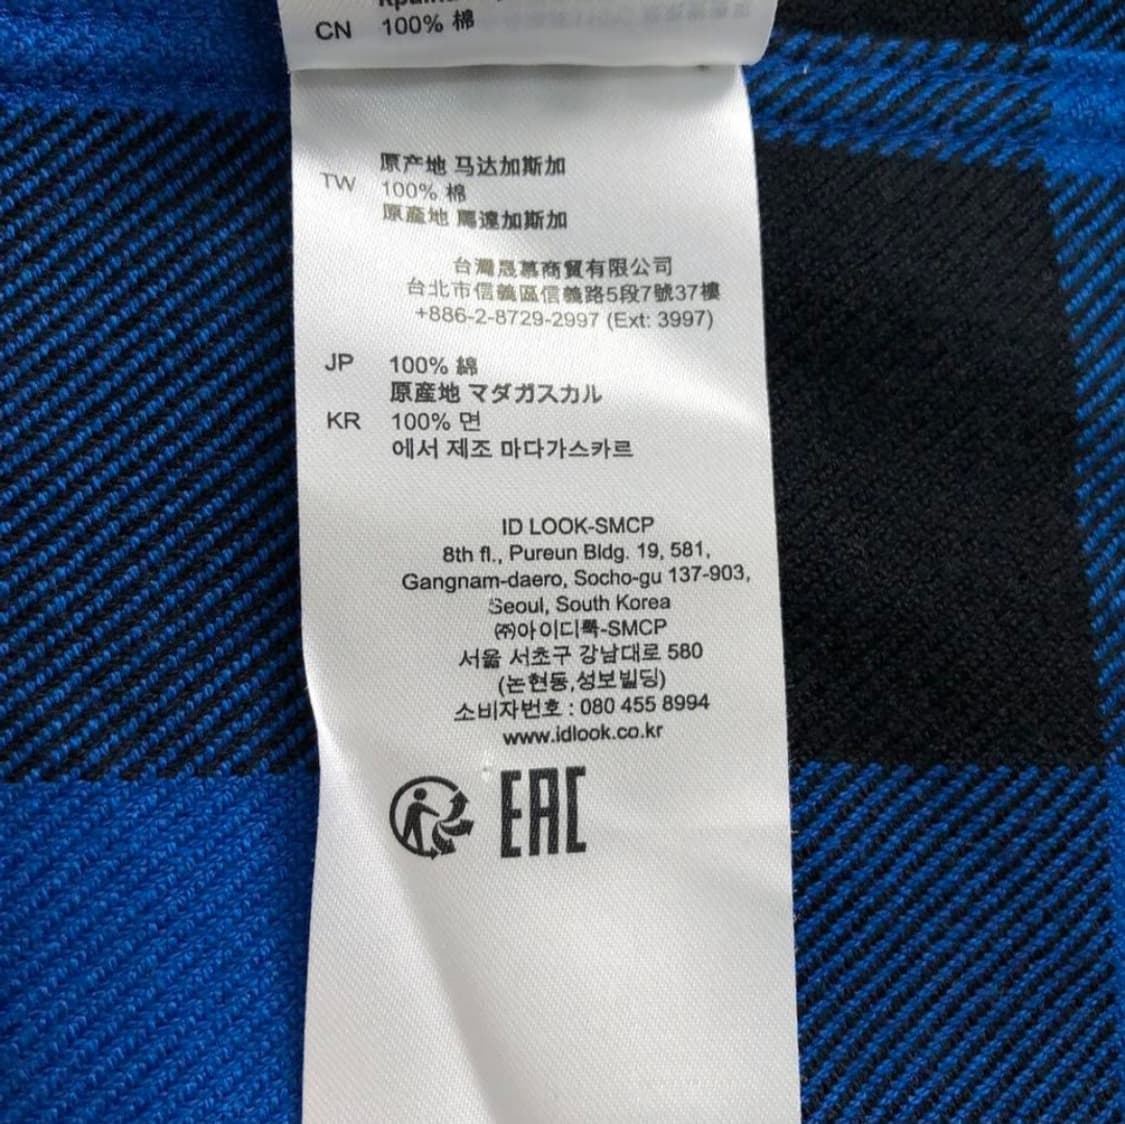 CN 100% 棉
原产地 马达加斯加
TW 100% 棉
原產地 馬達加斯加
台灣晟慕商貿有限公司
台北市信義區信義路5段7號37樓
+886-2-8729-2997 (Ext: 3997)
JP 100% 綿
原産地 マダガスカル
KR 100% 면
에서 제조 마다가스카르
ID LOOK-SMCP
8th fl., Pureun Bldg. 19, 581,
Gangnam-daero, Socho-gu 137-903,
Seoul, South Korea
㈜아이디룩-SMCP
서울 서초구 강남대로 580
(논현동,성보빌딩)
소비자번호 : 080 455 8994
www.idlook.co.kr
EAC